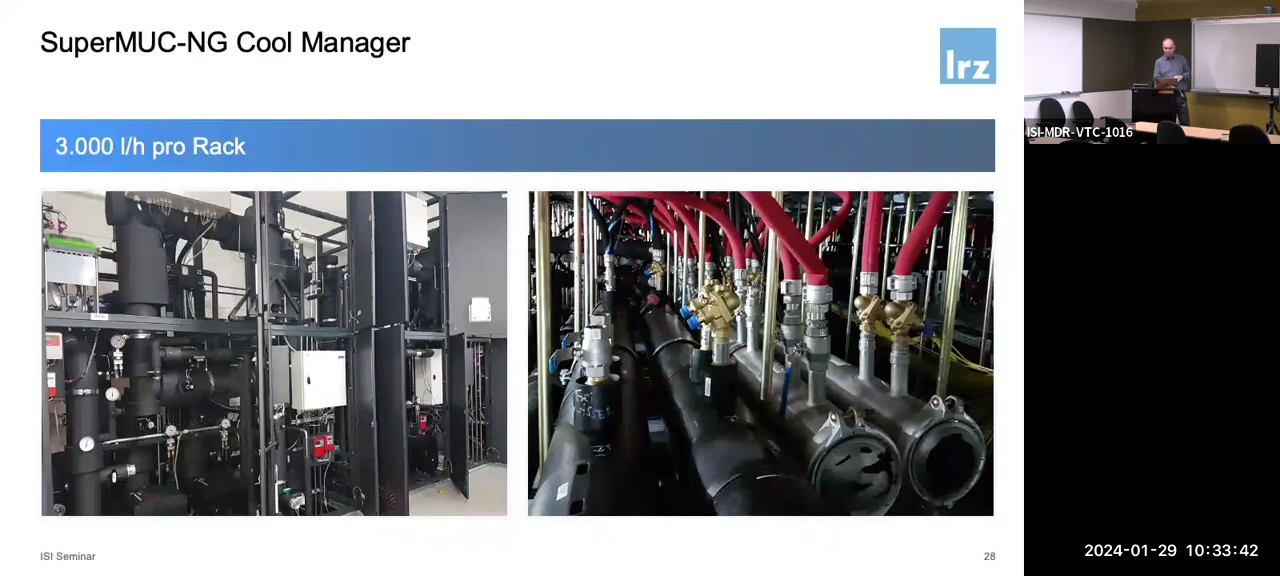 SuperMUC-NG Cool Manager
lrz
3.000 l/h pro Rack
ISI Seminar
28
ISI-MDR-VTC-1016
2024-01-29 10:33:42